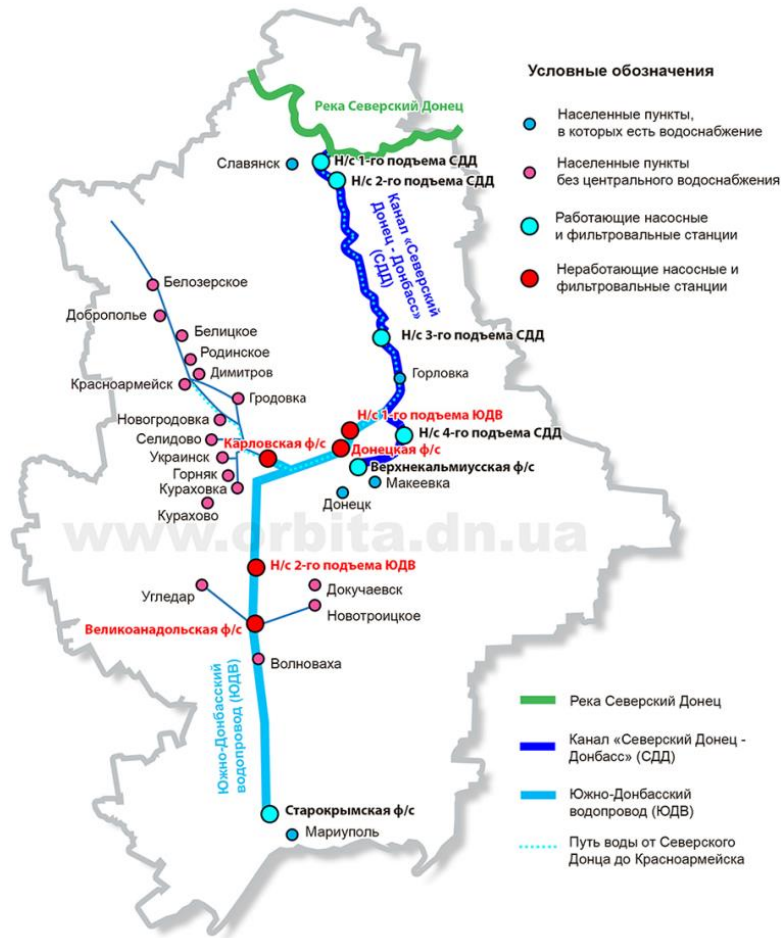 Условные обозначения
Река Северский Донец
Населенные пункты,
в которых есть водоснабжение
Славянск
Н/с 1-го подъема СДД
Н/с 2-го подъема СДД
Населенные пункты
без центрального водоснабжения
Канал «Северский
Донец - Донбасс»
(СДД)
Работающие насосные
и фильтровальные станции
Неработающие насосные и
фильтровальные станции
Белозерское
Доброполье
Белицкое
Н/с 3-го подъема СДД
Родинское
Димитров
Горловка
Красноармейск
Гродовка
Н/с 1-го подъема ЮДВ
Новогродовка
Н/с 4-го подъема СДД
Селидово
Карловская ф/с
Донецкая ф/с
Украинск
Верхнекальмиусская ф/с
Горняк
Макеевка
Кураховка
Донецк
Курахово
www.orbita.dn.ua
Н/с 2-го подъема ЮДВ
Угледар
Докучаевск
Новотроицкое
Великоанадольская ф/с
Волноваха
Южно-Донбасский
водопровод (ЮДВ)
Река Северский Донец
Канал «Северский Донец -
Донбасс» (СДД)
Южно-Донбасский
водопровод (ЮДВ)
Старокрымская ф/с
Мариуполь
Путь воды от Северского
Донца до Красноармейска